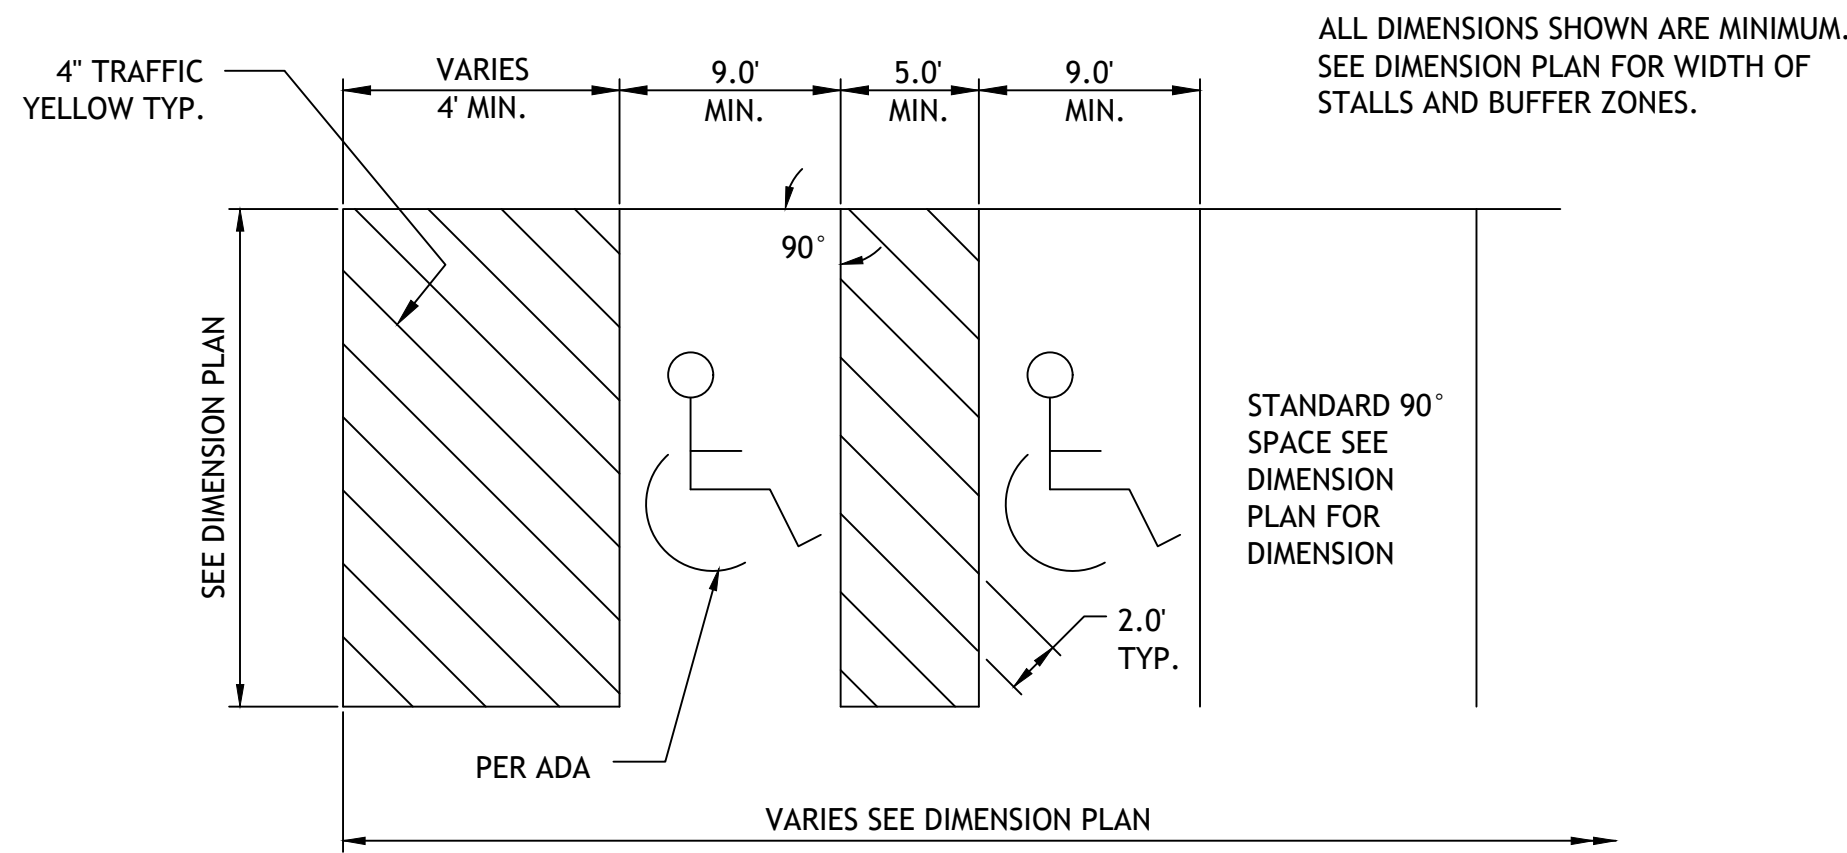 ALL DIMENSIONS SHOWN ARE MINIMUM.
SEE DIMENSION PLAN FOR WIDTH OF
STALLS AND BUFFER ZONES.
4" TRAFFIC
YELLOW TYP.
VARIES
4' MIN.
9.0'
MIN.
5.0'
MIN.
9.0'
MIN.
90°
SEE DIMENSION PLAN
STANDARD 90°
SPACE SEE
DIMENSION
PLAN FOR
DIMENSION
2.0'
TYP.
PER ADA
VARIES SEE DIMENSION PLAN